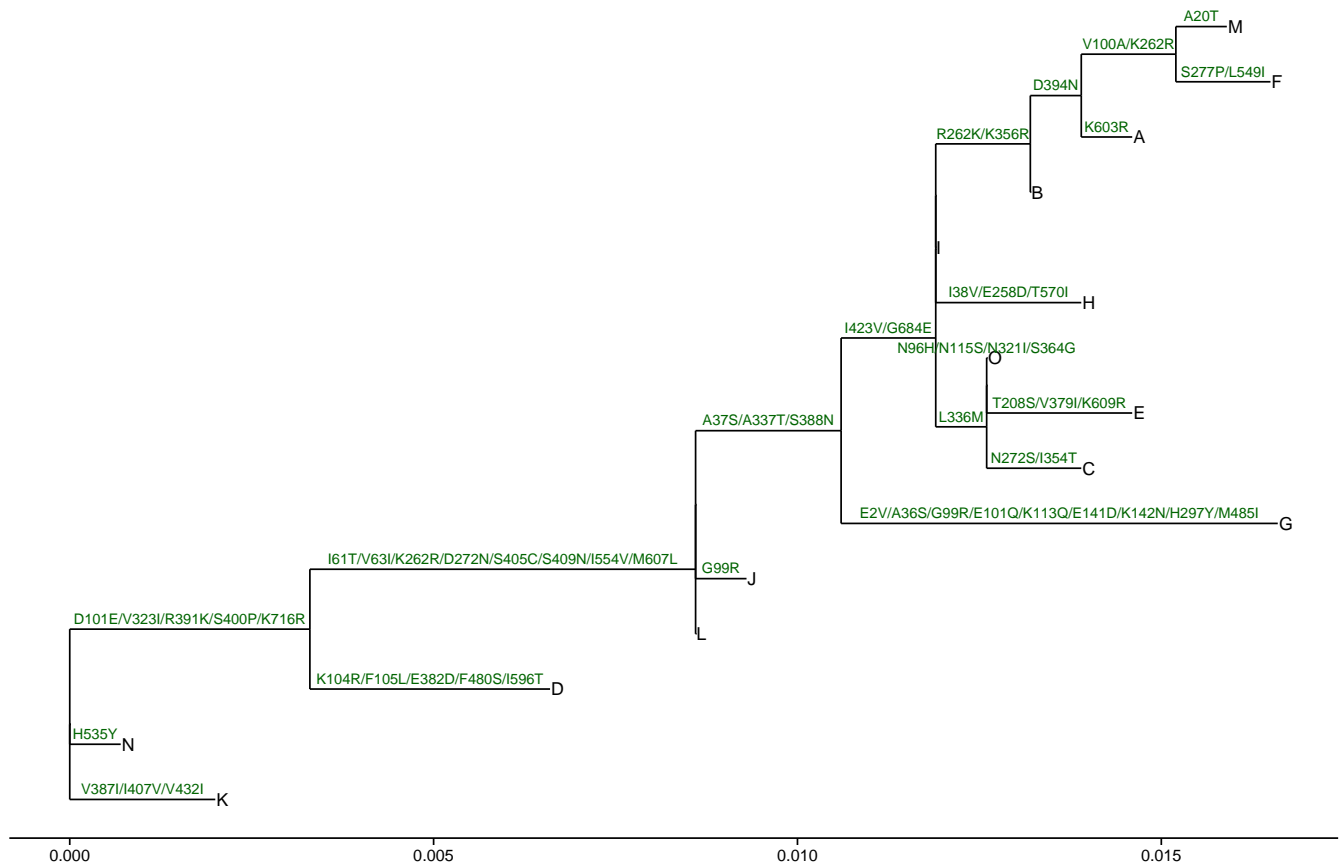 A20T
M
V100A/K262R
S277P/L549I
F
D394N
K603R
A
R262K/K356R
B
I
I38V/E258D/T570I
H
I423V/G684E
N96H/N115S/N321I/S364G
O
T208S/V379I/K609R
E
A37S/A337T/S388N
L336M
N272S/I354T
C
E2V/A36S/G99R/E101Q/K113Q/E141D/K142N/H297Y/M485I
G
I61T/V63I/K262R/D272N/S405C/S409N/I554V/M607L
G99R
J
D101E/V323I/R391K/S400P/K716R
L
K104R/F105L/E382D/F480S/I596T
D
H535Y
N
V387I/I407V/V432I
K
0.000 0.005 0.010 0.015